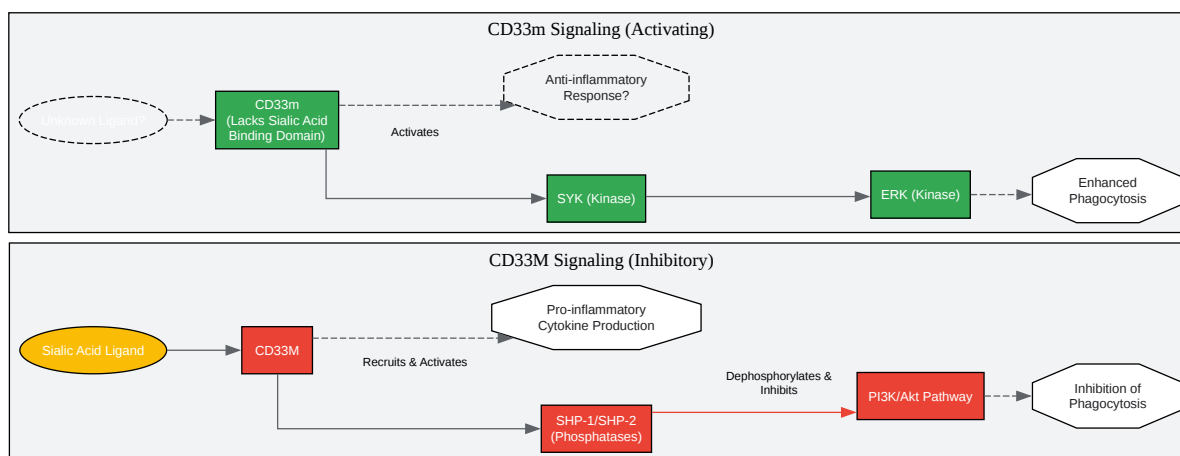 CD33m Signaling (Activating)
Unknown Ligand?
CD33m
(Lacks Sialic Acid
Binding Domain)
Anti-inflammatory
Response?
Activates
SYK (Kinase)
ERK (Kinase)
Enhanced
Phagocytosis
CD33M Signaling (Inhibitory)
Sialic Acid Ligand
CD33M
Pro-inflammatory
Cytokine Production
Recruits & Activates
SHP-1/SHP-2
(Phosphatases)
Dephosphorylates &
Inhibits
PI3K/Akt Pathway
Inhibition of
Phagocytosis